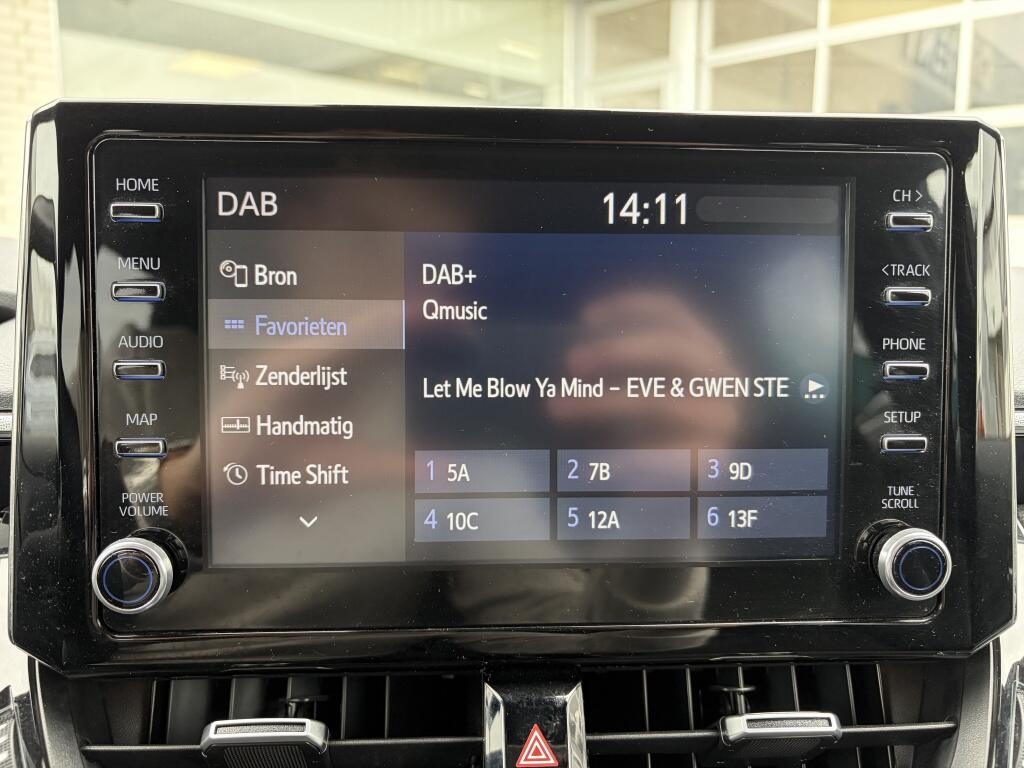 HOME
MENU
AUDIO
MAP
POWER
VOLUME
DAB
14:11
Bron
Favorieten
Zenderlijst
Handmatig
Time Shift
DAB+
Qmusic
Let Me Blow Ya Mind – EVE & GWEN STE
1 5A
2 7B
3 9D
4 10C
5 12A
6 13F
CH >
< TRACK
PHONE
SETUP
TUNE
SCROLL